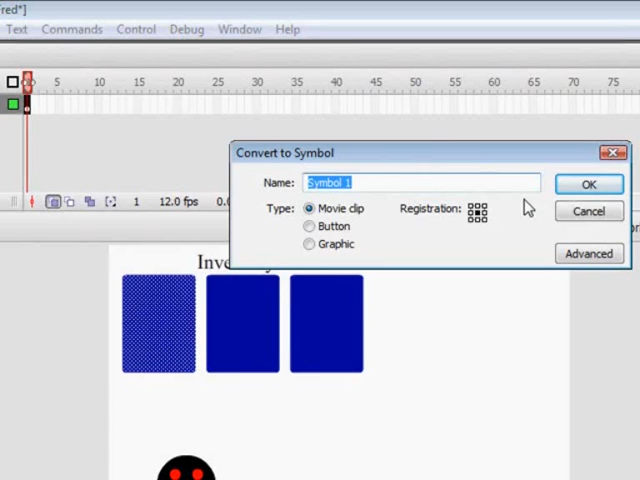 red*]
Text Commands Control Debug Window Help
5 10 15 20 25 30 35 40 45 50 55 60 65 70 75
1 12.0 fps 0.0
Convert to Symbol
Name: Symbol 1 OK
Type: Movie clip Registration: Cancel
Button
Graphic Advanced